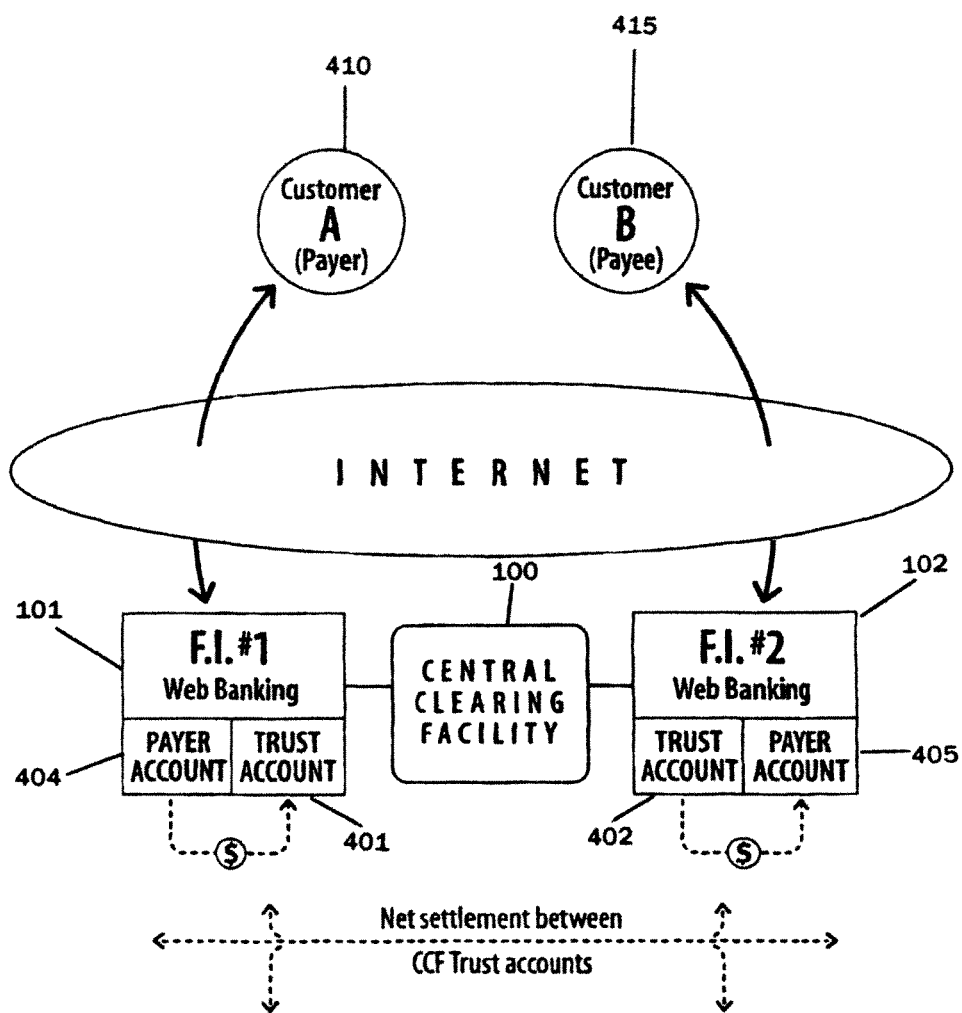 415
410
Customer
A
(Payer)
Customer
B
(Payee)
INTERNET
100
102
101
F.I. #1
Web Banking
CENTRAL
CLEARING
FACILITY
F.I. #2
Web Banking
PAYER
ACCOUNT
TRUST
ACCOUNT
TRUST
ACCOUNT
PAYER
ACCOUNT
404
405
401
402
$
$
Net settlement between
CCF Trust accounts